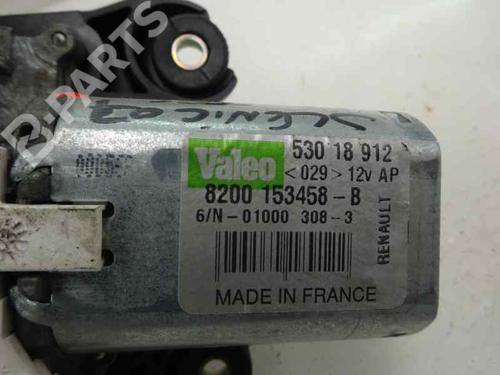 B-PARTS
SCENIC 02
Valeo
530 18 912
<029> 12v AP
8200 153458-B
6/N-01000 308-3
RENAULT
MADE IN FRANCE